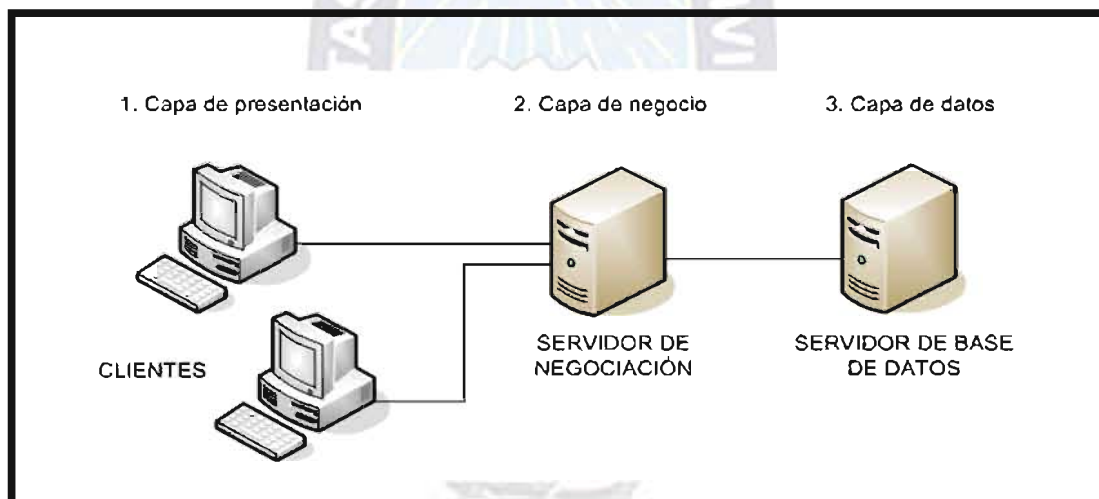 1. Capa de presentación
2. Capa de negocio
3. Capa de datos
CLIENTES
SERVIDOR DE
NEGOCIACIÓN
SERVIDOR DE BASE
DE DATOS